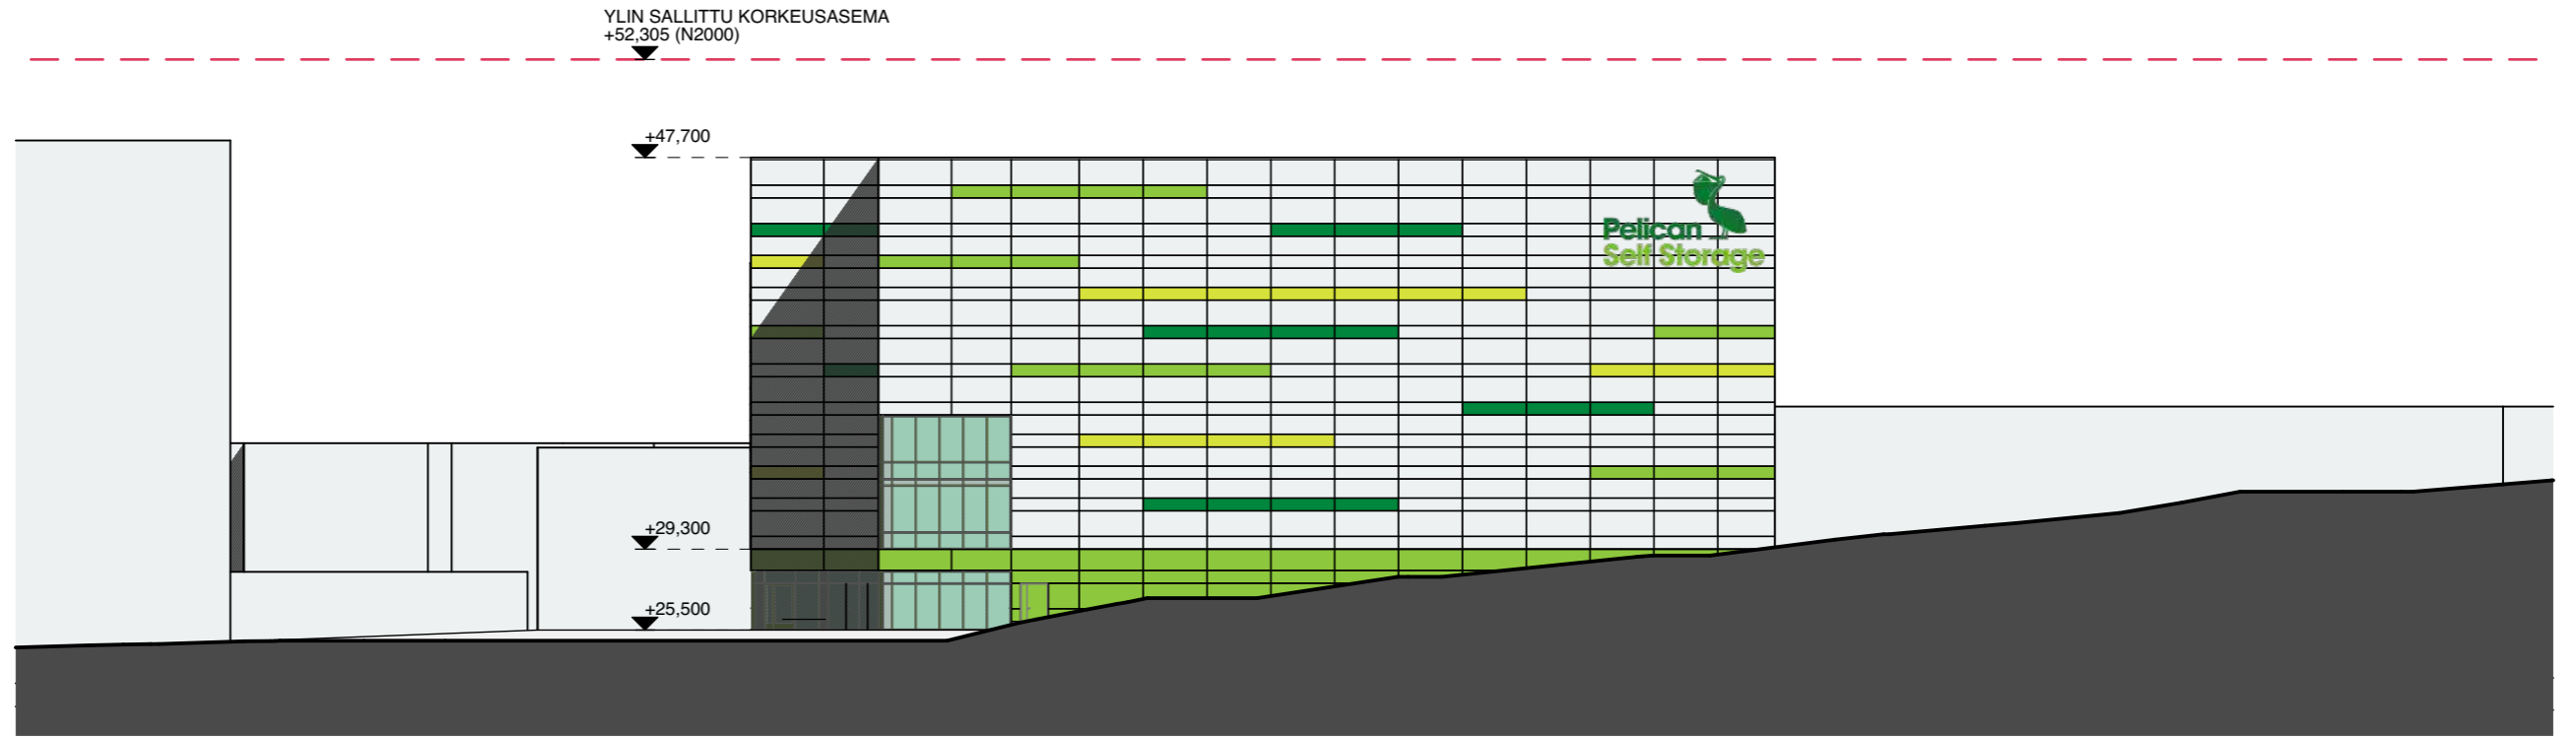 YLIN SALLITTU KORKEUSASEMA
+52,305 (N2000)
+47,700
Pelican
Self Storage
+29,300
+25,500